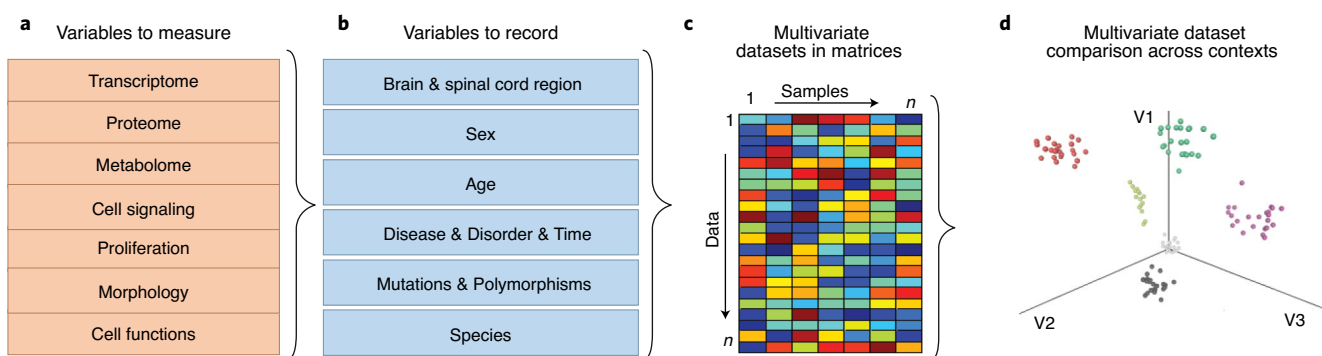 a
Variables to measure
Transcriptome
Proteome
Metabolome
Cell signaling
Proliferation
Morphology
Cell functions
b
Variables to record
Brain & spinal cord region
Sex
Age
Disease & Disorder & Time
Mutations & Polymorphisms
Species
c
Multivariate
datasets in matrices
Samples
1
n
1
Data
n
d
Multivariate dataset
comparison across contexts
V1
V2
V3